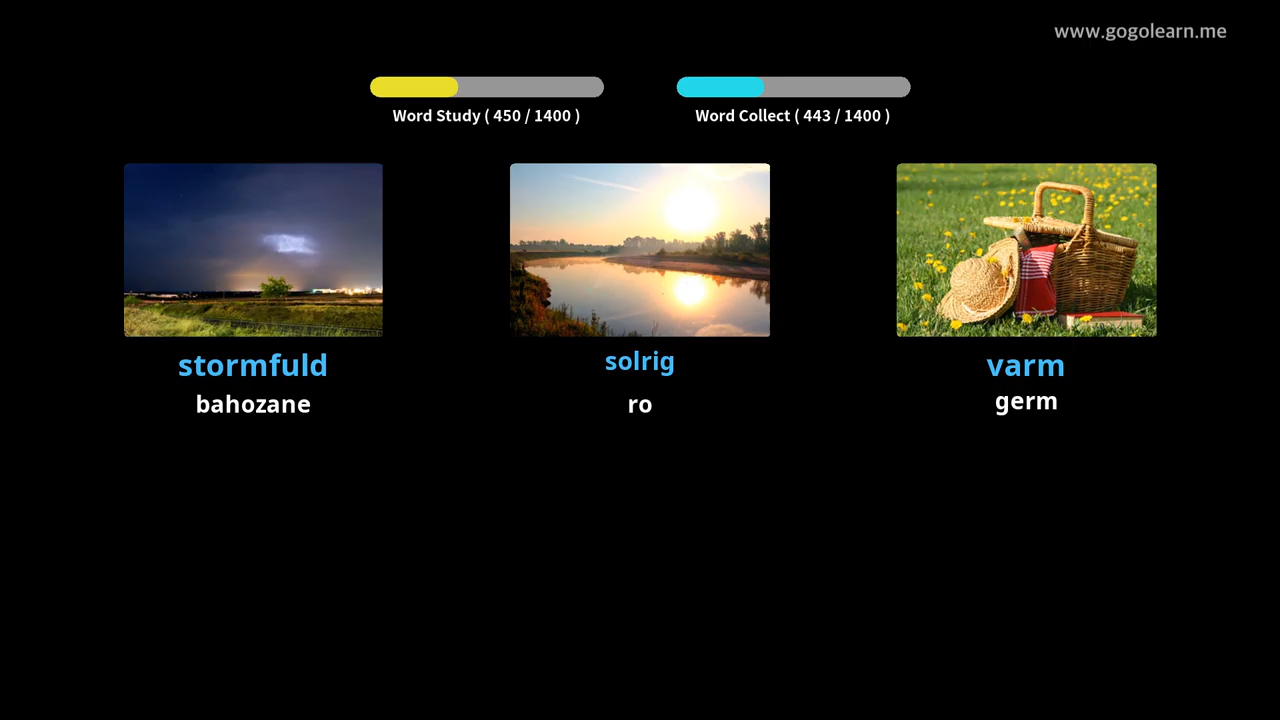 www.gogolearn.me
Word Study ( 450 / 1400 )
Word Collect ( 443 / 1400 )
stormfuld
bahozane
solrig
ro
varm
germ